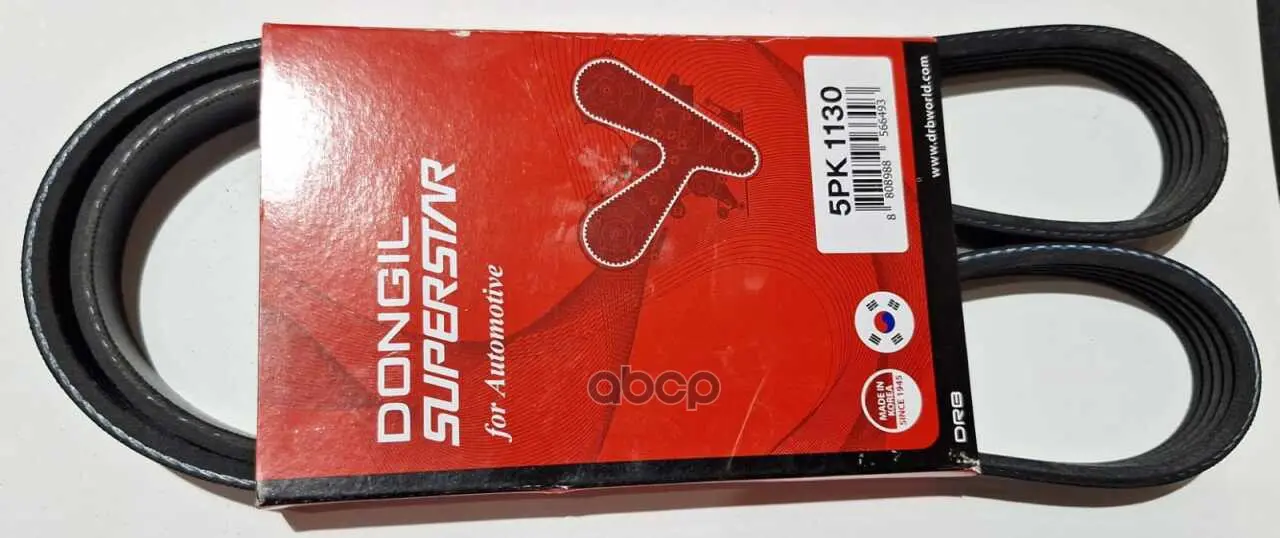 DONGIL
SUPERSTAR
for Automotive
5PK 1130
8 808988 566493
www.drbworld.com
MADE IN
KOREA
SINCE 1945
DRB
abcp